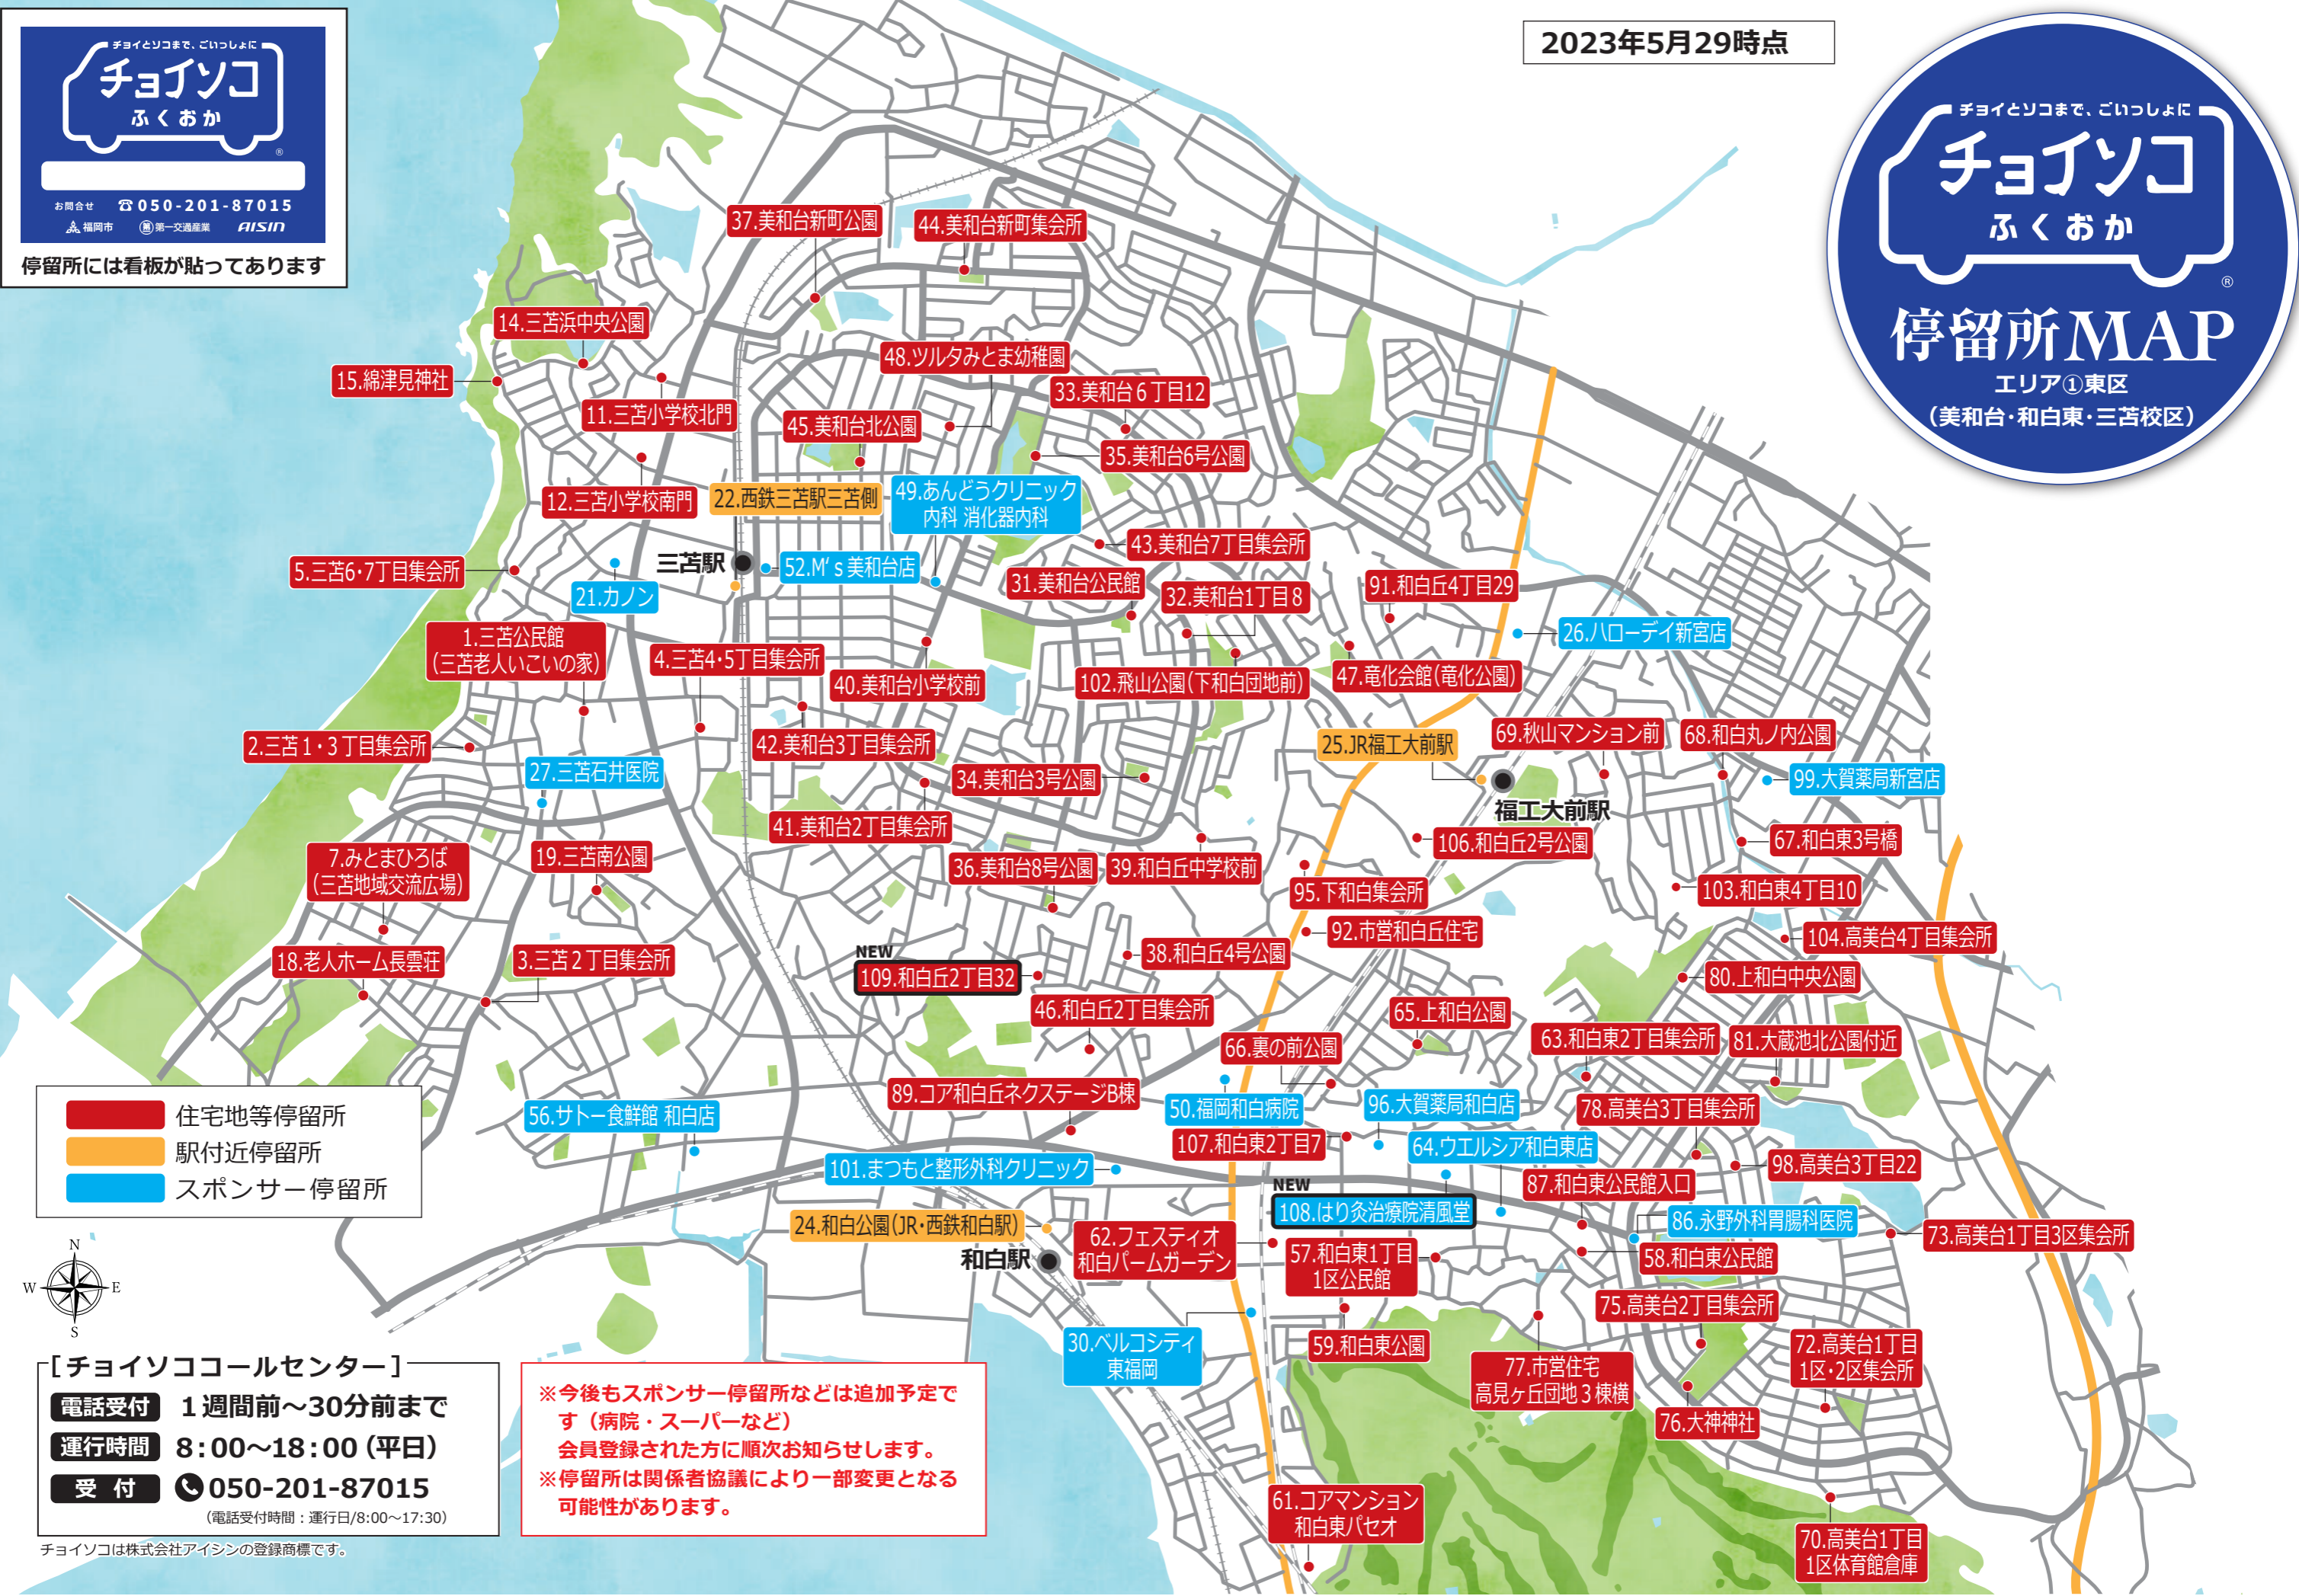 チョイとソコまで、ごいっしょに
チョイソコ
ふくおか
®
お問合せ ☎050-201-87015
福岡市 第一交通産業 AISIN
停留所には看板が貼ってあります
2023年5月29時点
チョイとソコまで、ごいっしょに
チョイソコ
ふくおか
®
停留所MAP
エリア①東区
(美和台・和白東・三苫校区)
37.美和台新町公園
44.美和台新町集会所
14.三苫浜中央公園
15.綿津見神社
11.三苫小学校北門
48.ツルタみとま幼稚園
33.美和台6丁目12
45.美和台北公園
35.美和台6号公園
12.三苫小学校南門
22.西鉄三苫駅三苫側
49.あんどうクリニック
内科 消化器内科
43.美和台7丁目集会所
三苫駅
52.M's 美和台店
5.三苫6・7丁目集会所
21.カノン
31.美和台公民館
32.美和台1丁目8
91.和白丘4丁目29
26.ハローデイ新宮店
1.三苫公民館
(三苫老人いこいの家)
4.三苫4・5丁目集会所
40.美和台小学校前
102.飛山公園(下和白団地前)
47.竜化会館(竜化公園)
2.三苫1・3丁目集会所
42.美和台3丁目集会所
25.JR福工大前駅
69.秋山マンション前
68.和白丸ノ内公園
27.三苫石井医院
34.美和台3号公園
99.大賀薬局新宮店
福工大前駅
41.美和台2丁目集会所
106.和白丘2号公園
67.和白東3号橋
7.みとまひろば
(三苫地域交流広場)
19.三苫南公園
36.美和台8号公園
39.和白丘中学校前
95.下和白集会所
103.和白東4丁目10
92.市営和白丘住宅
104.高美台4丁目集会所
18.老人ホーム長雲荘
3.三苫2丁目集会所
NEW
109.和白丘2丁目32
38.和白丘4号公園
80.上和白中央公園
46.和白丘2丁目集会所
65.上和白公園
66.裏の前公園
63.和白東2丁目集会所
81.大蔵池北公園付近
89.コア和白丘ネクステージB棟
50.福岡和白病院
96.大賀薬局和白店
78.高美台3丁目集会所
56.サトー食鮮館 和白店
107.和白東2丁目7
64.ウエルシア和白東店
101.まつもと整形外科クリニック
98.高美台3丁目22
NEW
108.はり灸治療院清風堂
87.和白東公民館入口
24.和白公園(JR・西鉄和白駅)
86.永野外科胃腸科医院
73.高美台1丁目3区集会所
和白駅
62.フェスティオ
和白パームガーデン
57.和白東1丁目
1区公民館
58.和白東公民館
75.高美台2丁目集会所
30.ベルコシティ
東福岡
59.和白東公園
77.市営住宅
高見ヶ丘団地3棟横
72.高美台1丁目
1区・2区集会所
76.大神神社
61.コアマンション
和白東パセオ
70.高美台1丁目
1区体育館倉庫
住宅地等停留所
駅付近停留所
スポンサー停留所
N
W E
S
[チョイソココールセンター]
電話受付 1週間前〜30分前まで
運行時間 8:00〜18:00(平日)
受 付 050-201-87015
(電話受付時間:運行日/8:00〜17:30)
チョイソコは株式会社アイシンの登録商標です。
※今後もスポンサー停留所などは追加予定で
す(病院・スーパーなど)
会員登録された方に順次お知らせします。
※停留所は関係者協議により一部変更となる
可能性があります。